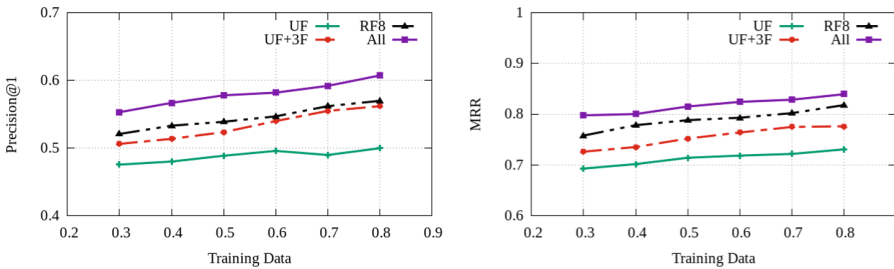 0.7
0.6
0.5
0.4
Precision@1
UF
UF+3F
RF8
All
0.2 0.3 0.4 0.5 0.6 0.7 0.8 0.9
Training Data
1
0.9
0.8
0.7
0.6
MRR
UF
UF+3F
RF8
All
0.2 0.3 0.4 0.5 0.6 0.7 0.8
Training Data